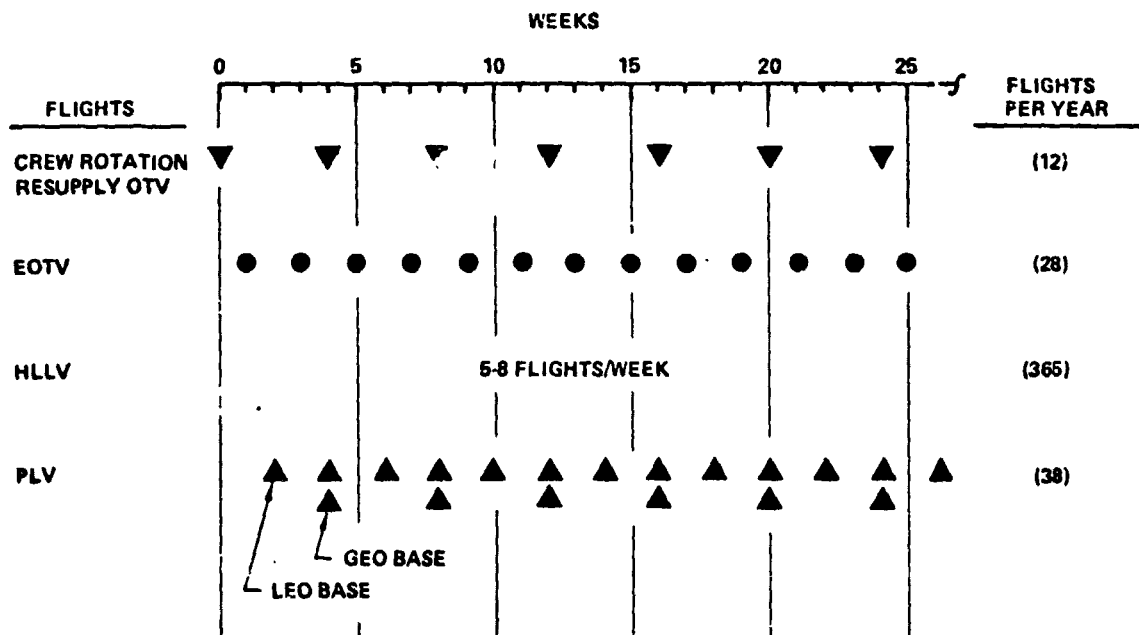 WEEKS
0 5 10 15 20 25
FLIGHTS
FLIGHTS
PER YEAR
CREW ROTATION
RESUPPLY OTV
(12)
EOTV
(28)
HLLV
5-8 FLIGHTS/WEEK
(365)
PLV
(38)
GEO BASE
LEO BASE